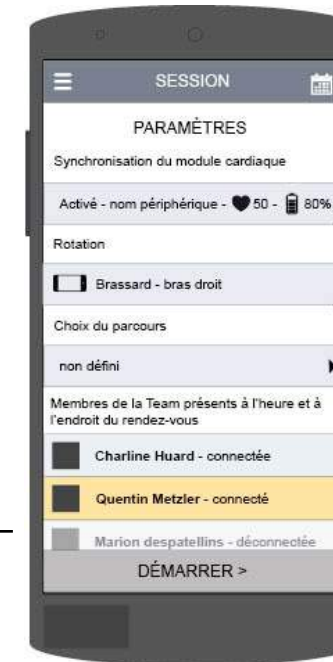 SESSION
PARAMÈTRES
Synchronisation du module cardiaque
Activé - nom périphérique - 50 - 80%
Rotation
Brassard - bras droit
Choix du parcours
non défini
Membres de la Team présents à l'heure et à
l'endroit du rendez-vous
Charline Huard - connectée
Quentin Metzler - connecté
Marion despatellins - déconnectée
DÉMARRER >